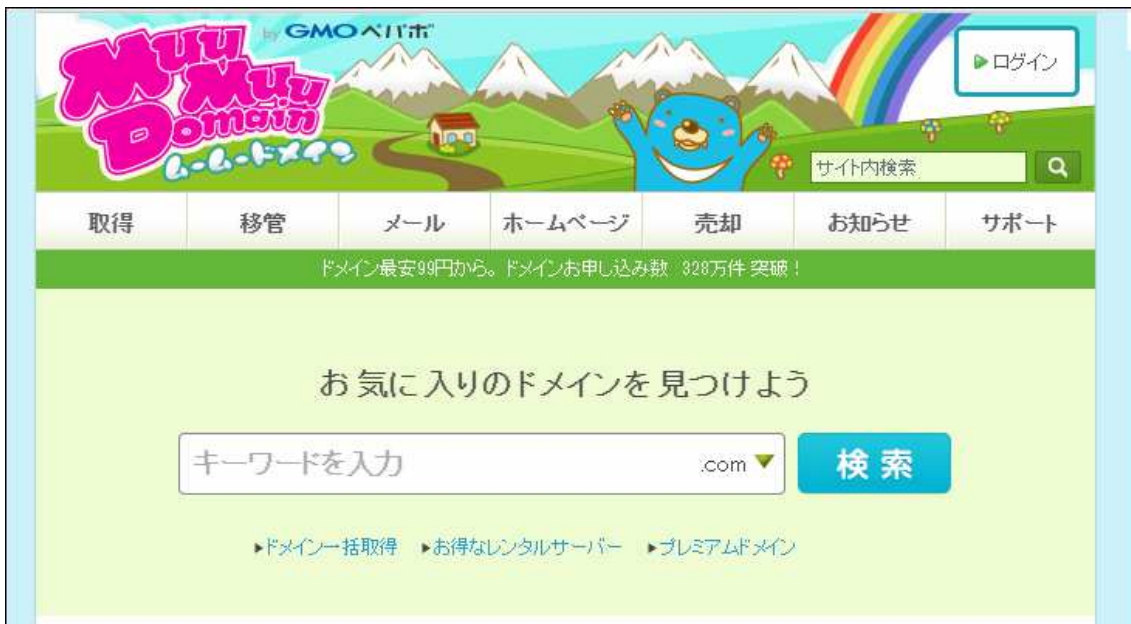 by GMOペパボ
Muu Muu Domain
ムームードメイン
ログイン
サイト内検索
取得 移管 メール ホームページ 売却 お知らせ サポート
ドメイン最安99円から。ドメインお申し込み数 328万件 突破！
お気に入りのドメインを見つけよう
キーワードを入力 .com 検索
ドメイン一括取得 お得なレンタルサーバー プレミアムドメイン